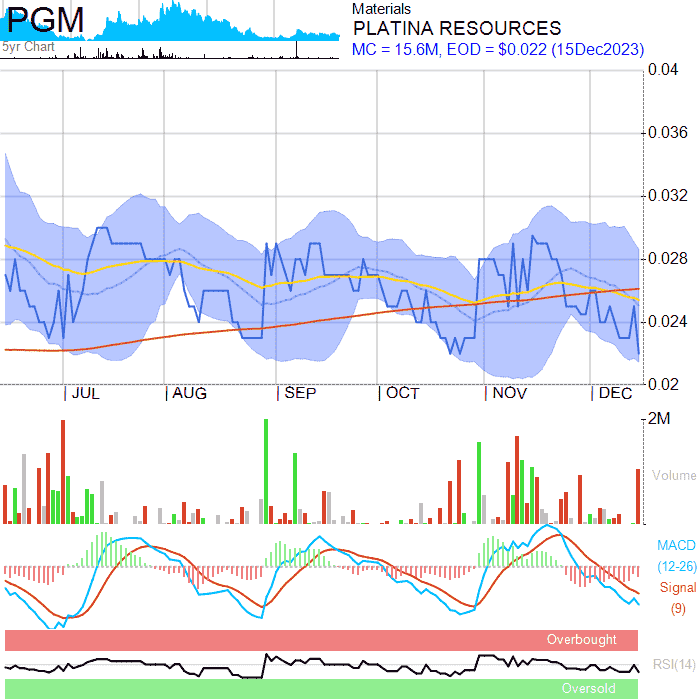 PGM
5yr Chart
Materials
PLATINA RESOURCES
MC = 15.6M, EOD = $0.022 (15Dec2023)
0.04
0.036
0.032
0.028
0.024
0.02
JUL AUG SEP OCT NOV DEC
2M
Volume
MACD
(12-26)
Signal
(9)
Overbought
RSI(14)
Oversold